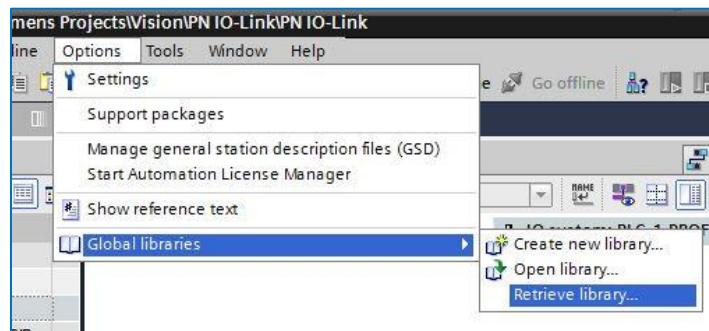 mens Projects\Vision\PN IO-Link\PN IO-Link
line Options Tools Window Help
Settings
e Go offline
Support packages
Manage general station description files (GSD)
Start Automation License Manager
NAME
Show reference text
Global libraries
Create new library...
Open library...
Retrieve library...